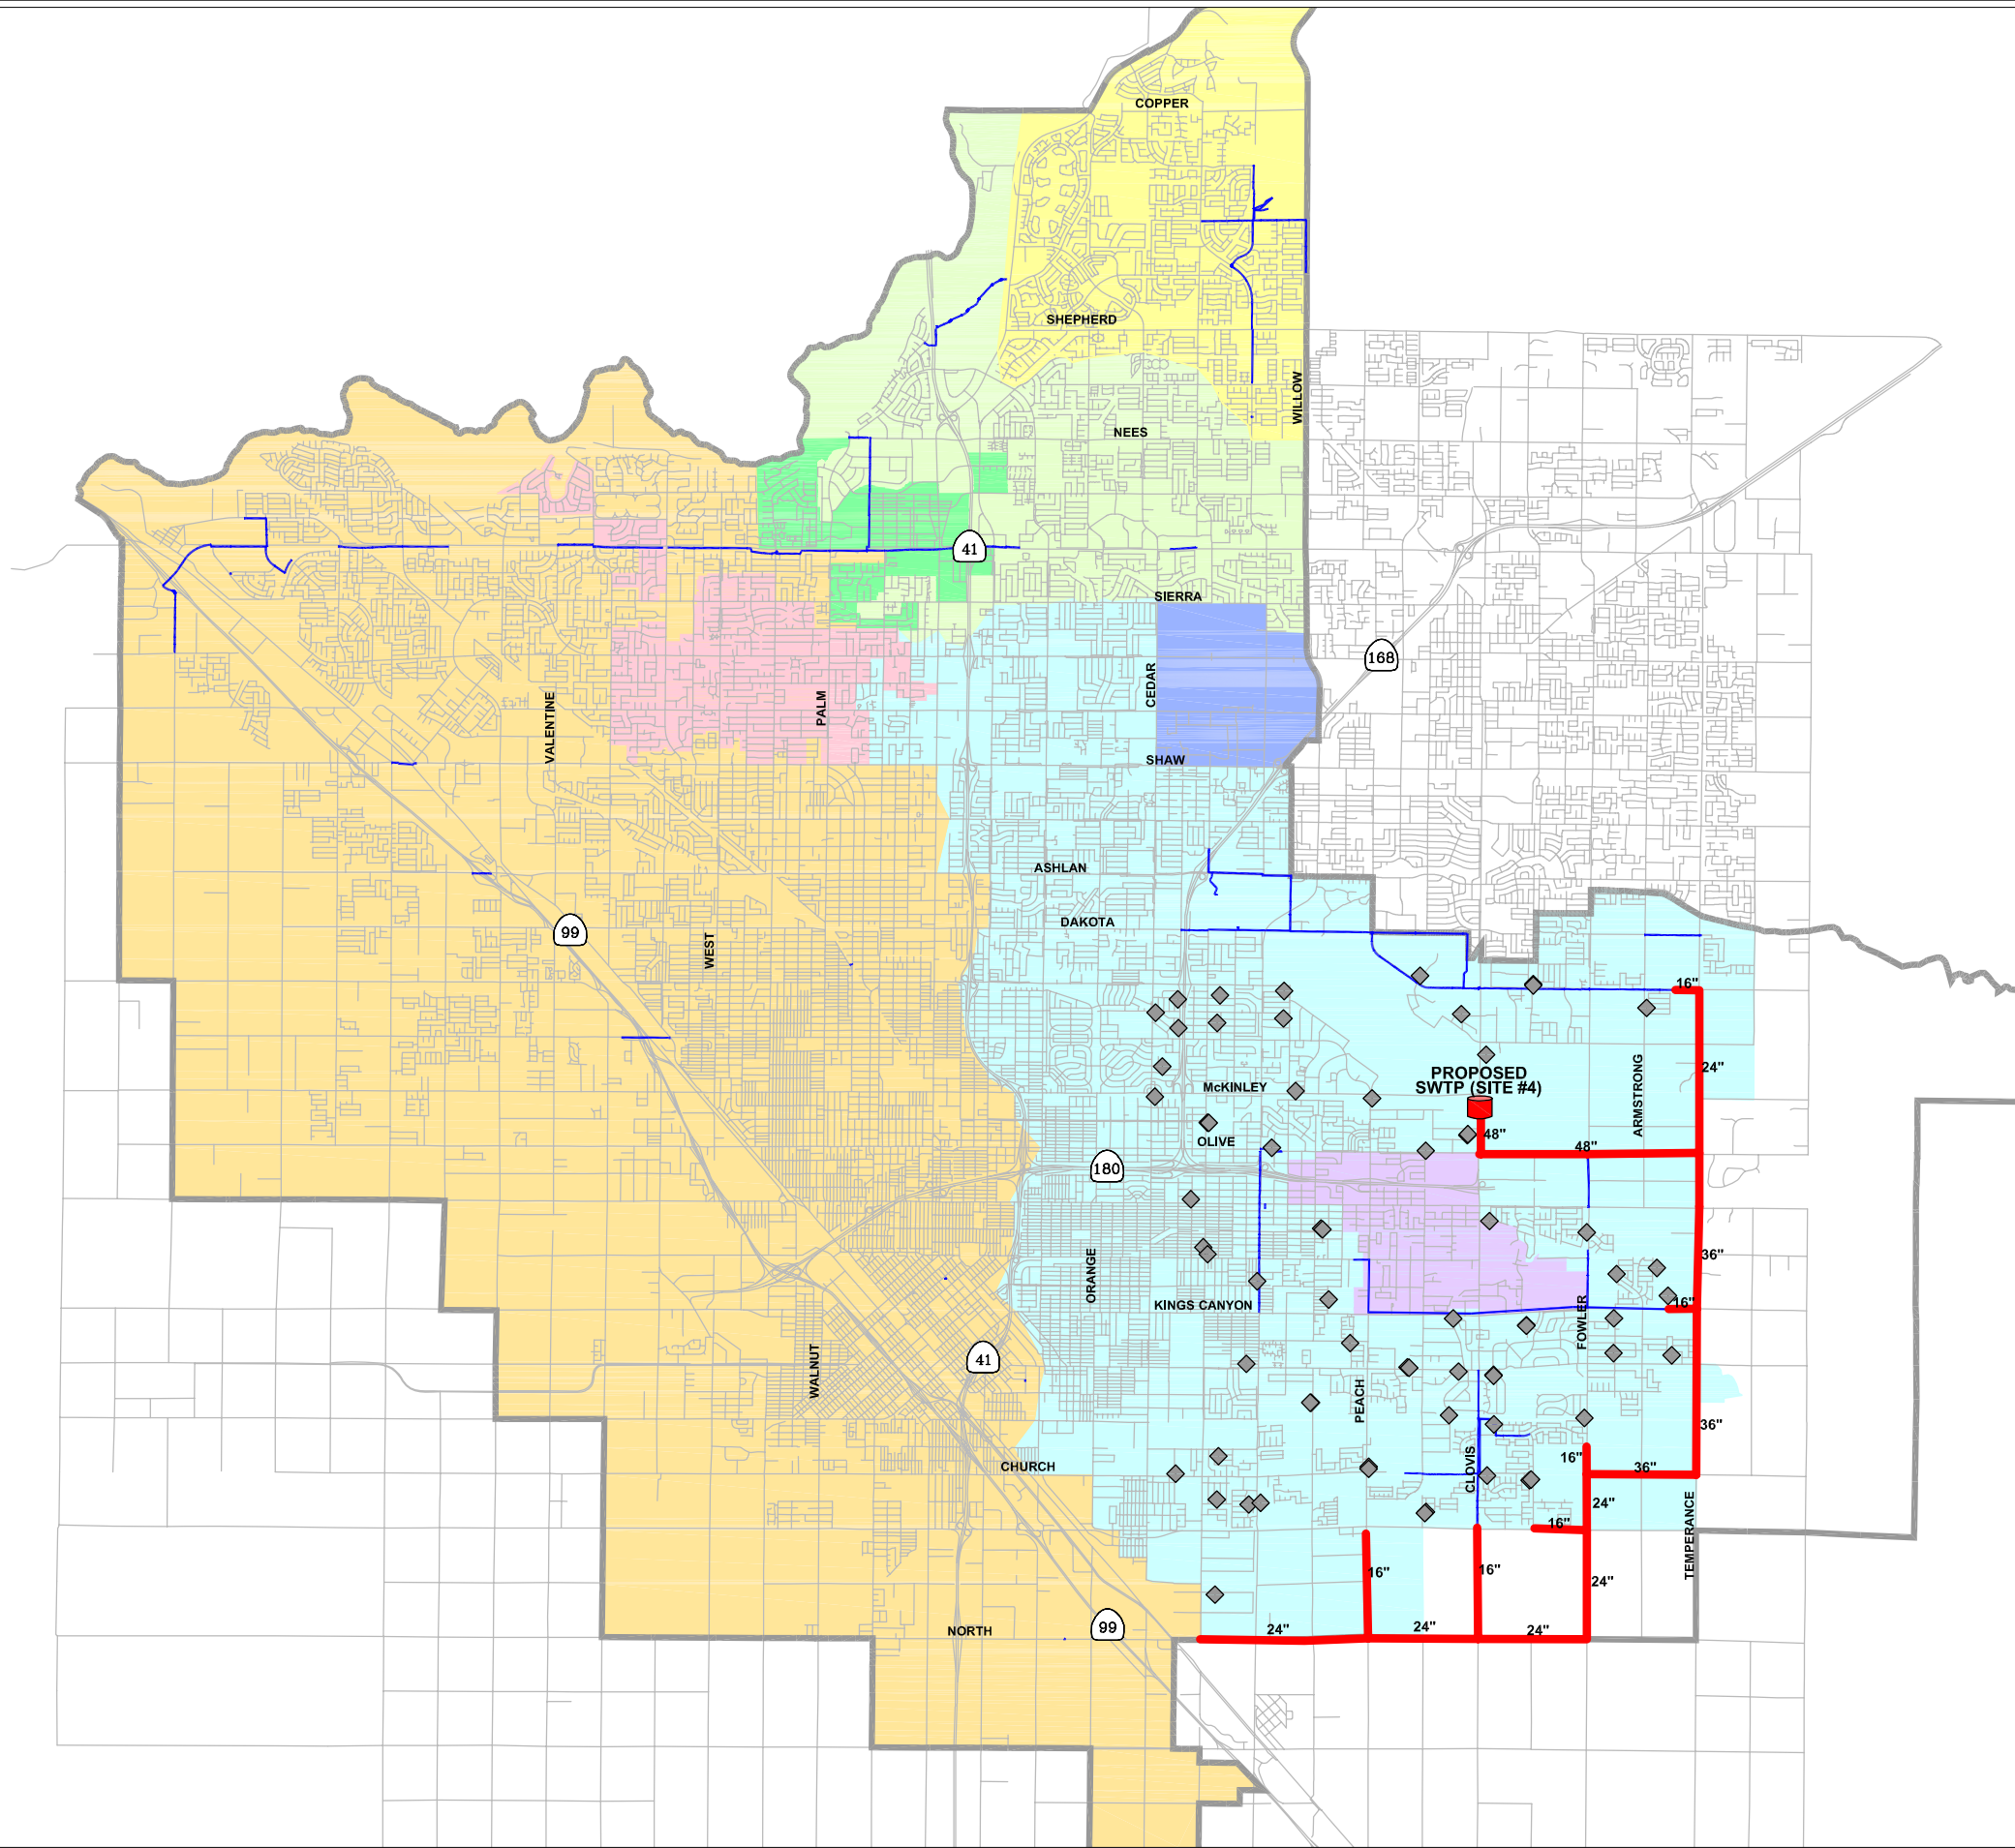 COPPER
SHEPHERD
WILLOW
NEES
41
SIERRA
168
CEDAR
PALM
VALENTINE
SHAW
ASHLAN
DAKOTA
99
WEST
16"
24"
PROPOSED
SWTP (SITE #4)
McKINLEY
ARMSTRONG
48"
OLIVE
48"
180
36"
ORANGE
KINGS CANYON
16"
FOWLER
41
WALNUT
PEACH
36"
CLOVIS
16"
CHURCH
36"
24"
16"
TEMPERANCE
16"
16"
24"
99
NORTH
24"
24"
24"